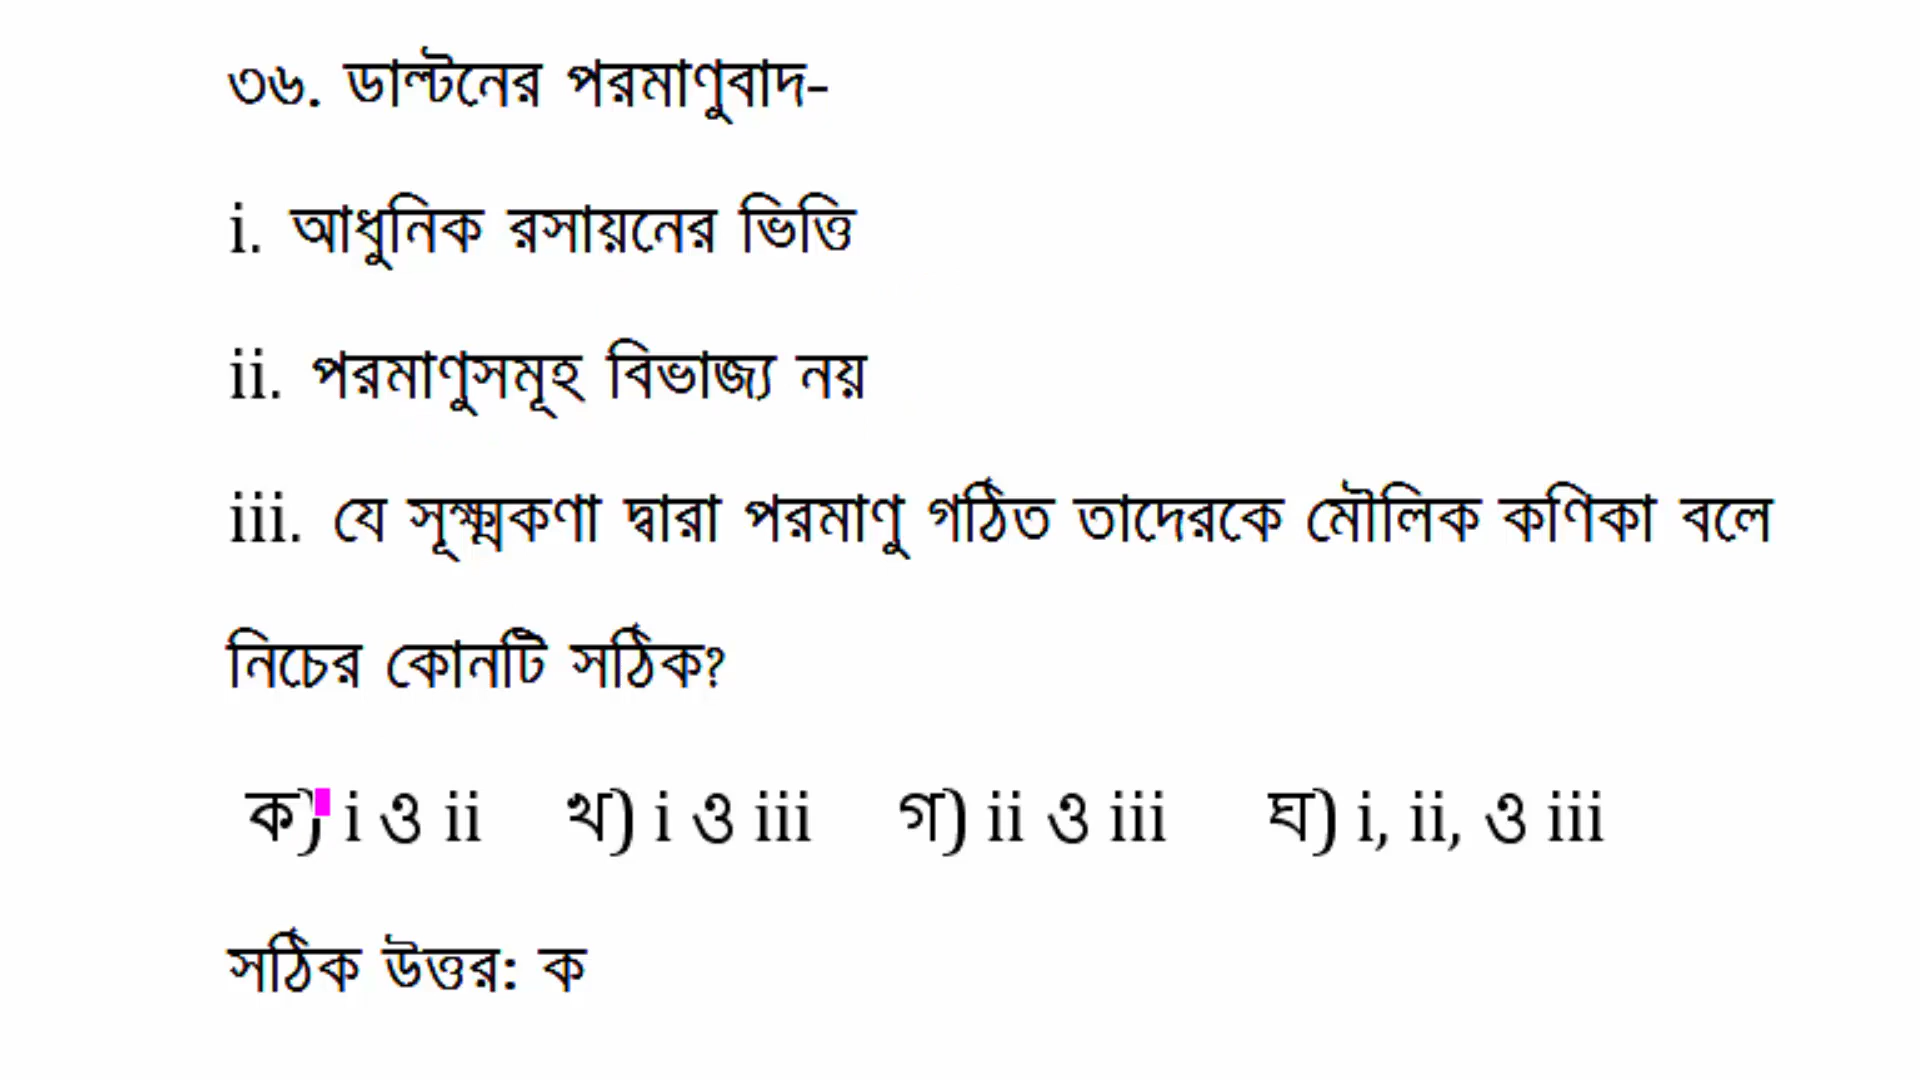 ৩৬. ডাল্টনের পরমাণুবাদ-
i. আধুনিক রসায়নের ভিত্তি
ii. পরমাণুসমূহ বিভাজ্য নয়
iii. যে সূক্ষ্মকণা দ্বারা পরমাণু গঠিত তাদেরকে মৌলিক কণিকা বলে
নিচের কোনটি সঠিক?
ক) i ও ii খ) i ও iii গ) ii ও iii ঘ) i, ii, ও iii
সঠিক উত্তর: ক